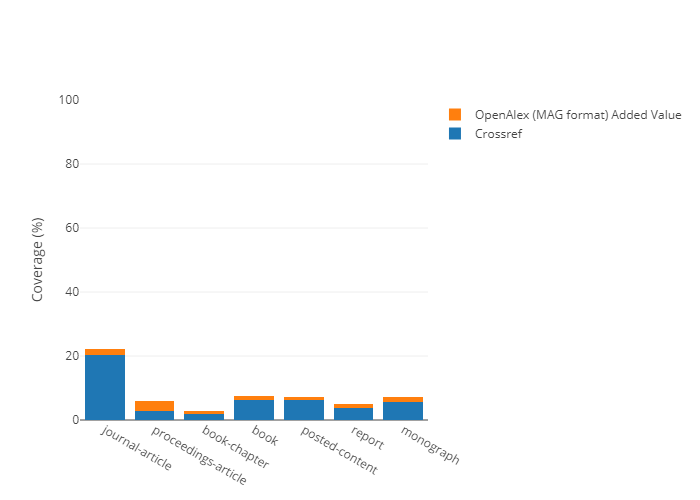 100
80
60
40
20
0
Coverage (%)
journal-article
proceedings-article
book-chapter
book
posted-content
report
monograph
OpenAlex (MAG format) Added Value
Crossref